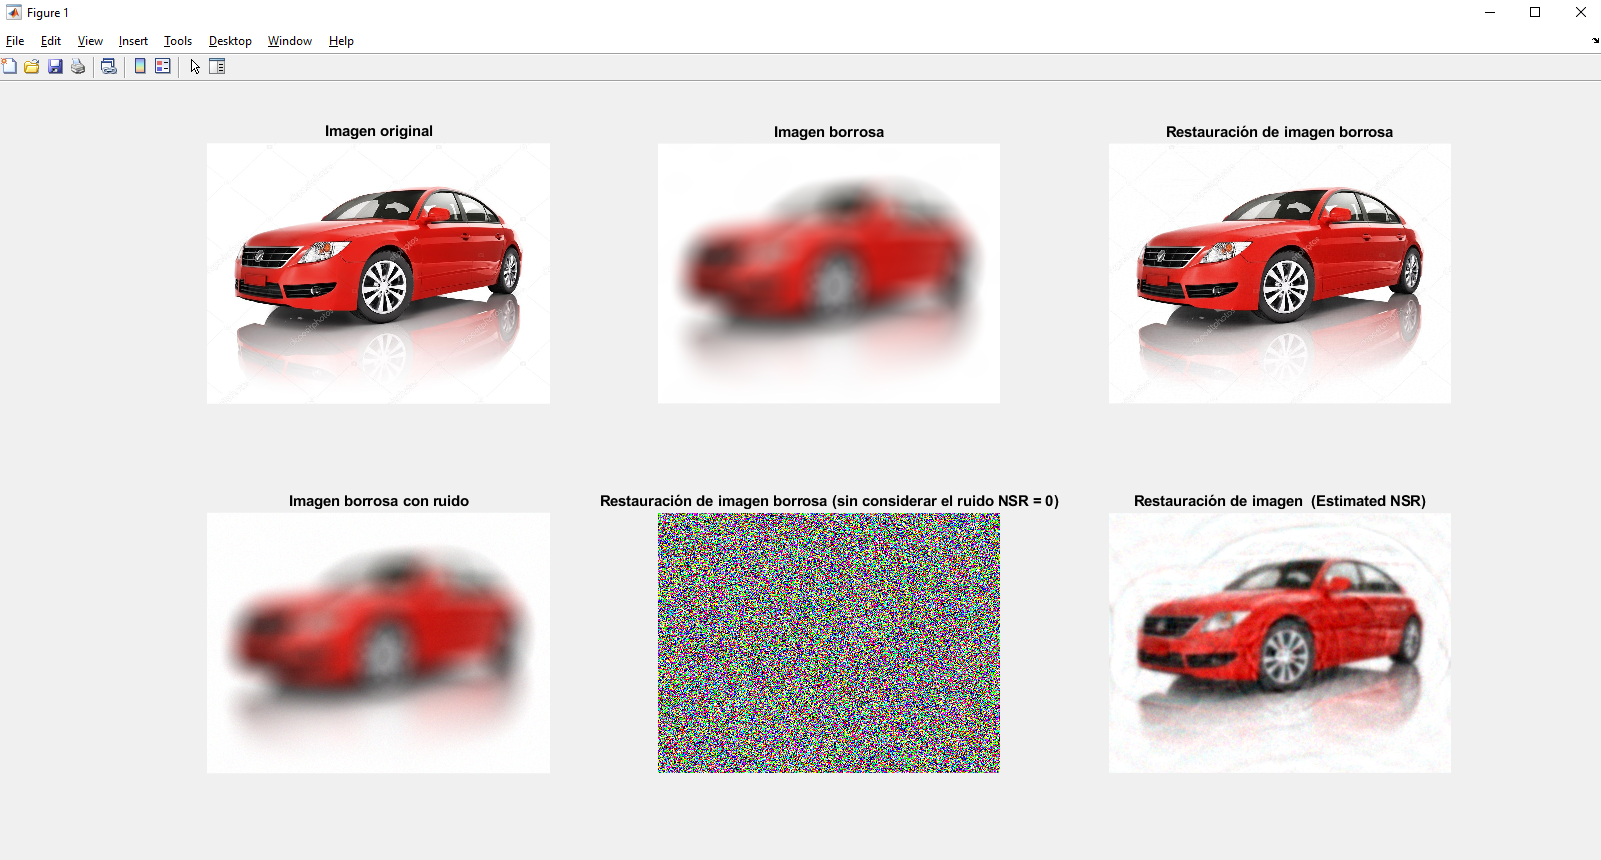 Figure 1
File Edit View Insert Tools Desktop Window Help
Imagen original
Imagen borrosa
Restauración de imagen borrosa
depositphotos
Imagen borrosa con ruido
Restauración de imagen borrosa (sin considerar el ruido NSR = 0)
Restauración de imagen  (Estimated NSR)